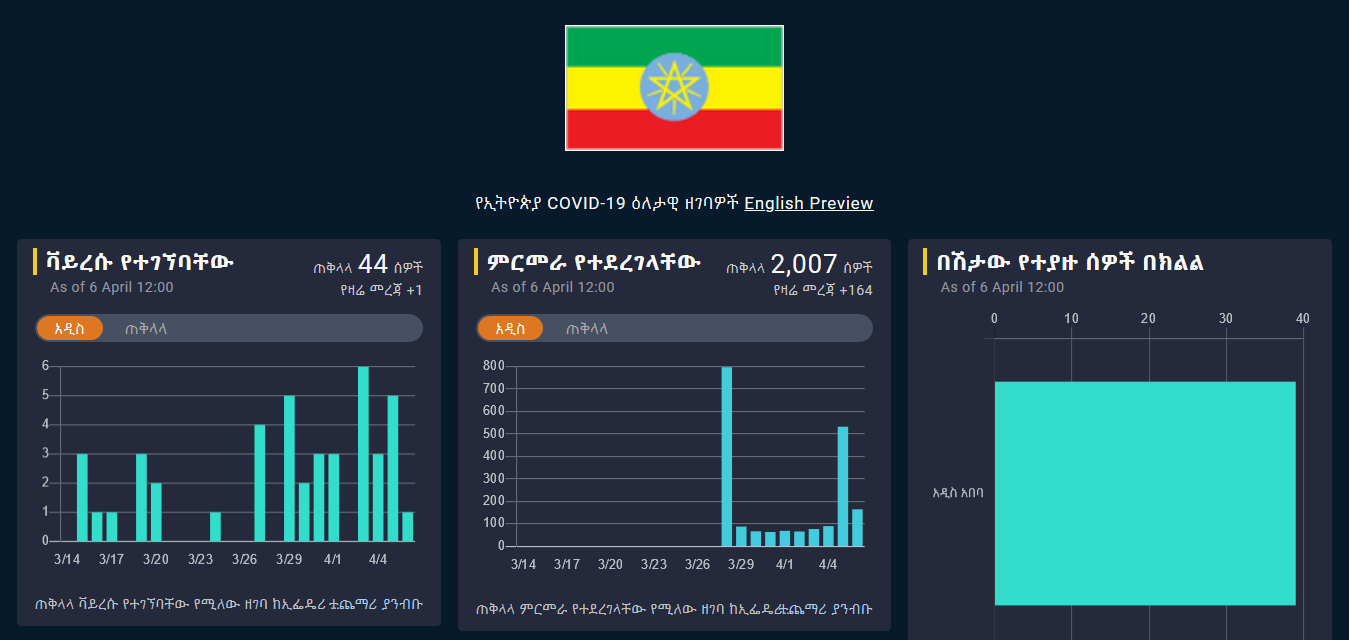 የኢትዮጵያ COVID-19 ዕለታዊ ዘገባዎች English Preview
ቫይረሱ የተገኘባቸው
ጠቅላላ 44 ሰዎች
As of 6 April 12:00
የዛሬ መረጃ +1
አዲስ ጠቅላላ
6
5
4
3
2
1
0
3/14 3/17 3/20 3/23 3/26 3/29 4/1 4/4
ጠቅላላ ቫይረሱ የተገኘባቸው የሚለው ዘገባ ከኢፌዴሪ
ተጨማሪ ያንብቡ
ምርመራ የተደረገላቸው
ጠቅላላ 2,007 ሰዎች
As of 6 April 12:00
የዛሬ መረጃ +164
አዲስ ጠቅላላ
800
700
600
500
400
300
200
100
0
3/14 3/17 3/20 3/23 3/26 3/29 4/1 4/4
ጠቅላላ ምርመራ የተደረገላቸው የሚለው ዘገባ
ተጨማሪ ያንብቡ
በሽታው የተያዙ ሰዎች በክልል
As of 6 April 12:00
0 10 20 30 40
አዲስ አበባ